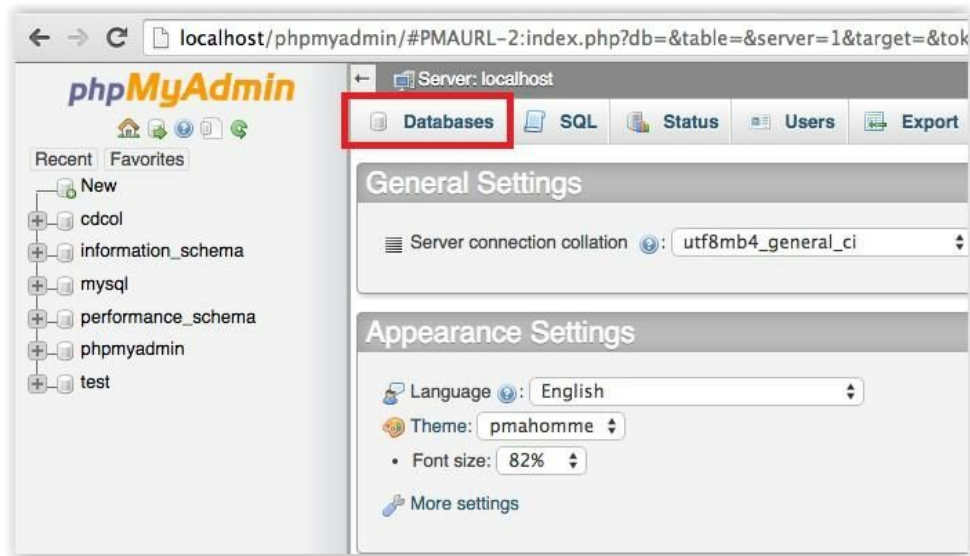 localhost/phpmyadmin/#PMAURL-2:index.php?db=&table=&server=1&target=&tok
phpMyAdmin
Recent Favorites
New
cdcol
information_schema
mysql
performance_schema
phpmyadmin
test
Server: localhost
Databases SQL Status Users Export
General Settings
Server connection collation : utf8mb4_general_ci
Appearance Settings
Language : English
Theme: pmahomme
• Font size: 82%
More settings